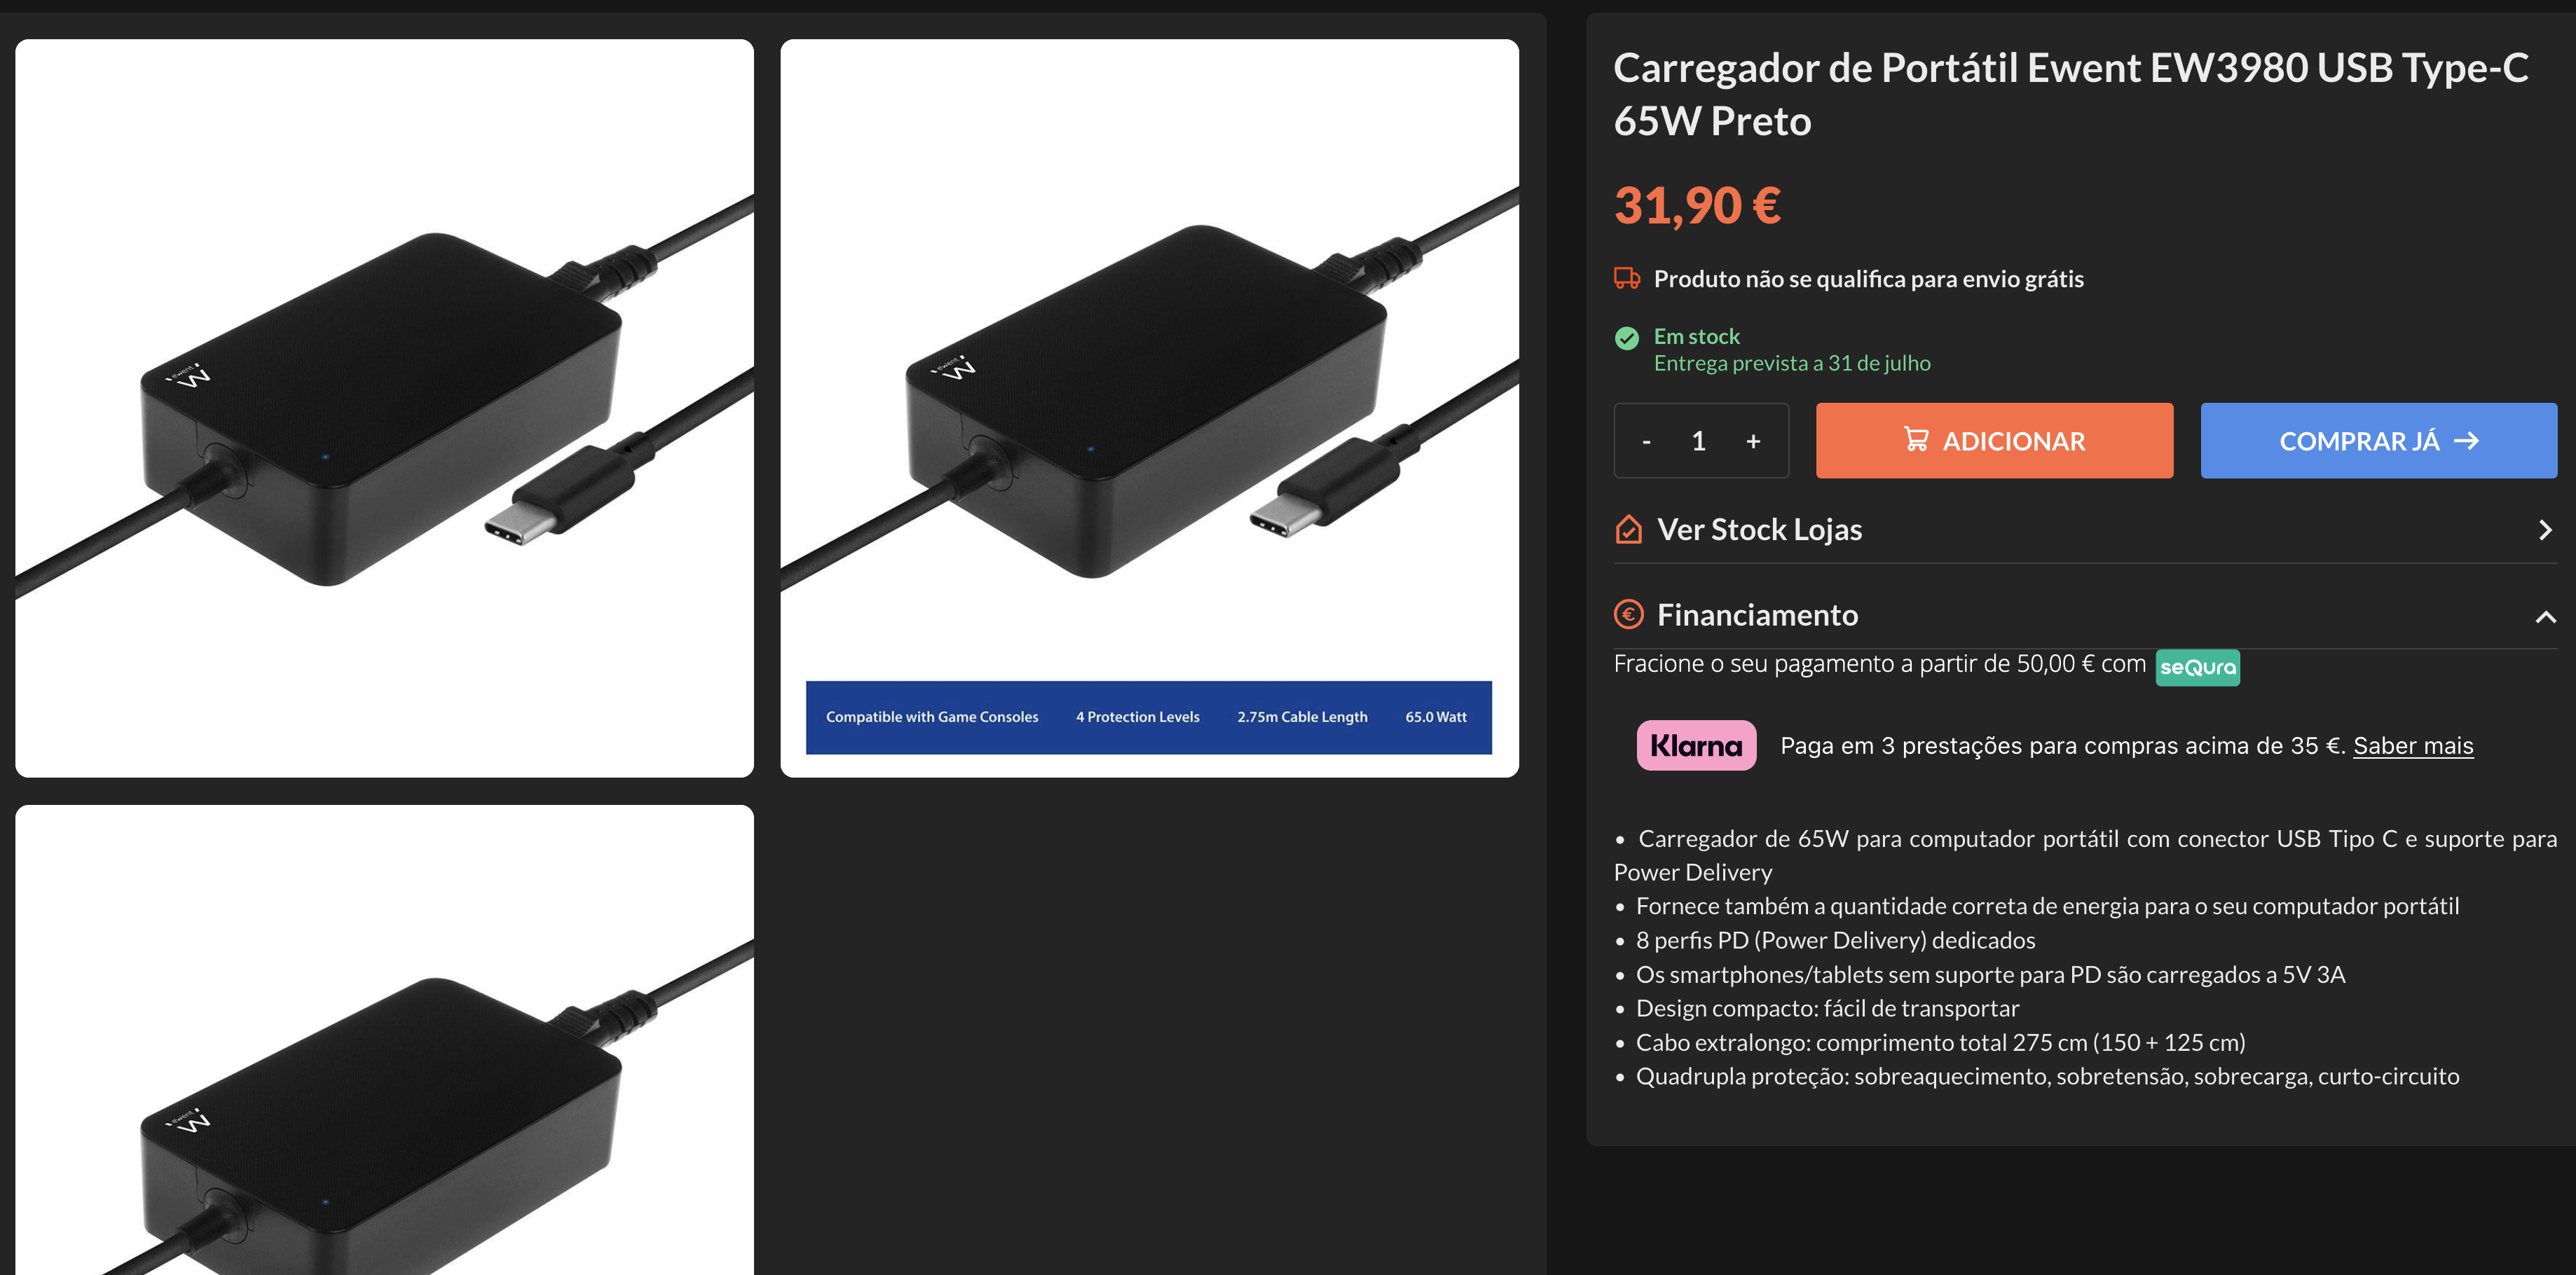 ewent
ewent
Compatible with Game Consoles 4 Protection Levels 2.75m Cable Length 65.0 Watt
ewent
Carregador de Portátil Ewent EW3980 USB Type-C
65W Preto
31,90 €
Produto não se qualifica para envio grátis
Em stock
Entrega prevista a 31 de julho
- 1 +
ADICIONAR
COMPRAR JÁ
Ver Stock Lojas
Financiamento
Fracione o seu pagamento a partir de 50,00 € com seQura
Klarna Paga em 3 prestações para compras acima de 35 €. Saber mais
• Carregador de 65W para computador portátil com conector USB Tipo C e suporte para
Power Delivery
• Fornece também a quantidade correta de energia para o seu computador portátil
• 8 perfis PD (Power Delivery) dedicados
• Os smartphones/tablets sem suporte para PD são carregados a 5V 3A
• Design compacto: fácil de transportar
• Cabo extralongo: comprimento total 275 cm (150 + 125 cm)
• Quadrupla proteção: sobreaquecimento, sobretensão, sobrecarga, curto-circuito